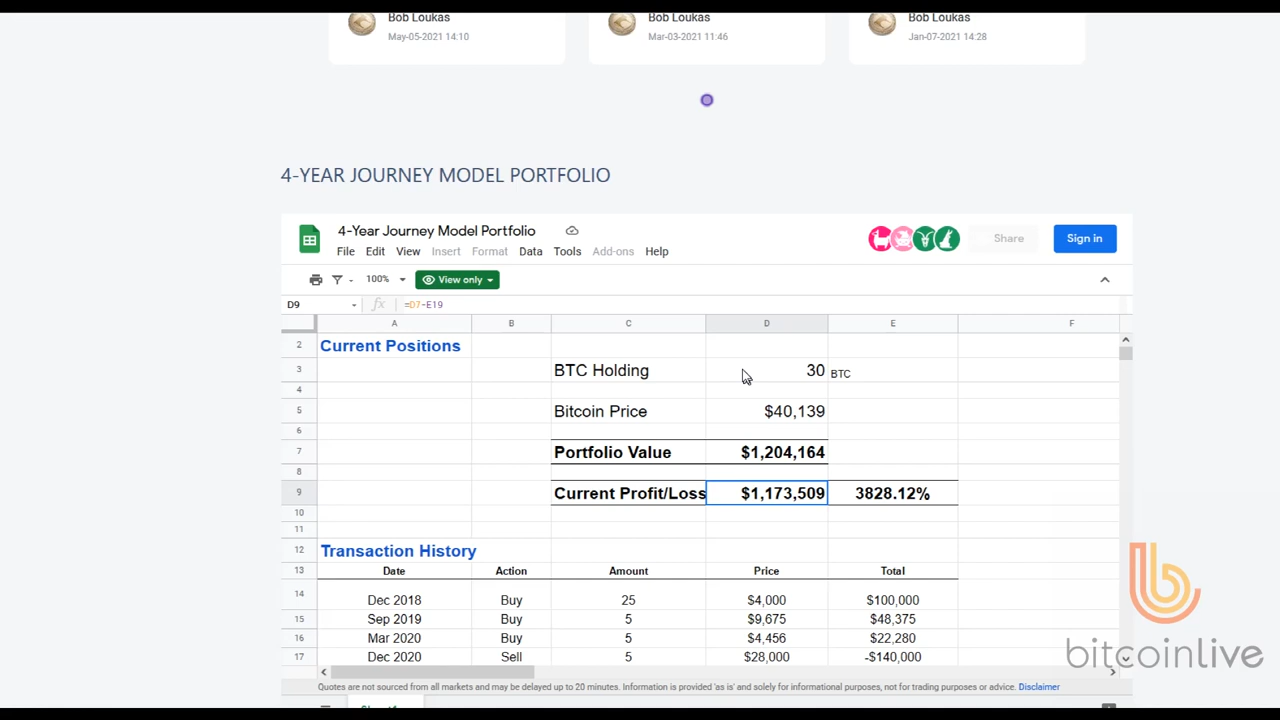 Bob Loukas Bob Loukas Bob Loukas
May-05-2021 14:10 Mar-03-2021 11:46 Jan-07-2021 14:28
4-YEAR JOURNEY MODEL PORTFOLIO
4-Year Journey Model Portfolio
File Edit View Insert Format Data Tools Add-ons Help
Share Sign in
100% View only
D9 fx =D7-E19
A B C D E F
2 Current Positions
3 BTC Holding 30 BTC
4
5 Bitcoin Price $40,139
6
7 Portfolio Value $1,204,164
8
9 Current Profit/Loss $1,173,509 3828.12%
10
11
12 Transaction History
13 Date Action Amount Price Total
14 Dec 2018 Buy 25 $4,000 $100,000
15 Sep 2019 Buy 5 $9,675 $48,375
16 Mar 2020 Buy 5 $4,456 $22,280
17 Dec 2020 Sell 5 $28,000 -$140,000
Quotes are not sourced from all markets and may be delayed up to 20 minutes. Information is provided 'as is' and solely for informational purposes, not for trading purposes or advice. Disclaimer
bitcoinlive